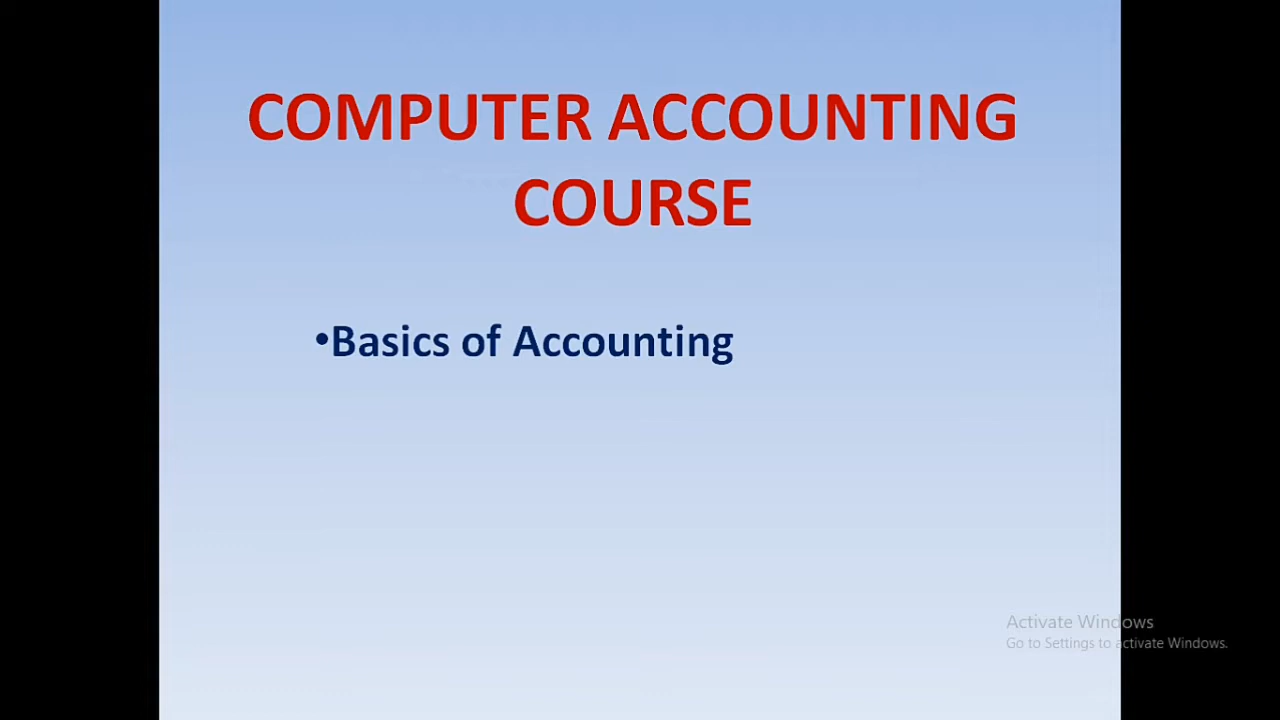 COMPUTER ACCOUNTING
COURSE
•Basics of Accounting
Activate Windows
Go to Settings to activate Windows.